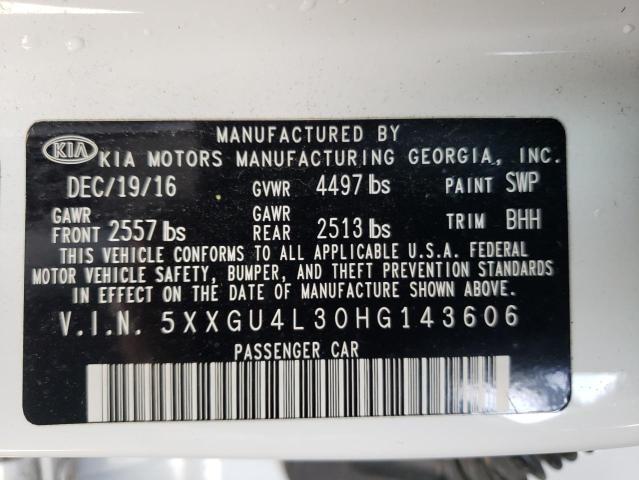 MANUFACTURED BY
KIA KIA MOTORS MANUFACTURING GEORGIA, INC.
DEC/19/16 GVWR 4497 lbs PAINT SWP
GAWR FRONT 2557 lbs GAWR REAR 2513 lbs TRIM BHH
THIS VEHICLE CONFORMS TO ALL APPLICABLE U.S.A. FEDERAL
MOTOR VEHICLE SAFETY, BUMPER, AND THEFT PREVENTION STANDARDS
IN EFFECT ON THE DATE OF MANUFACTURE SHOWN ABOVE.
V.I.N. 5XXGU4L30HG143606
PASSENGER CAR